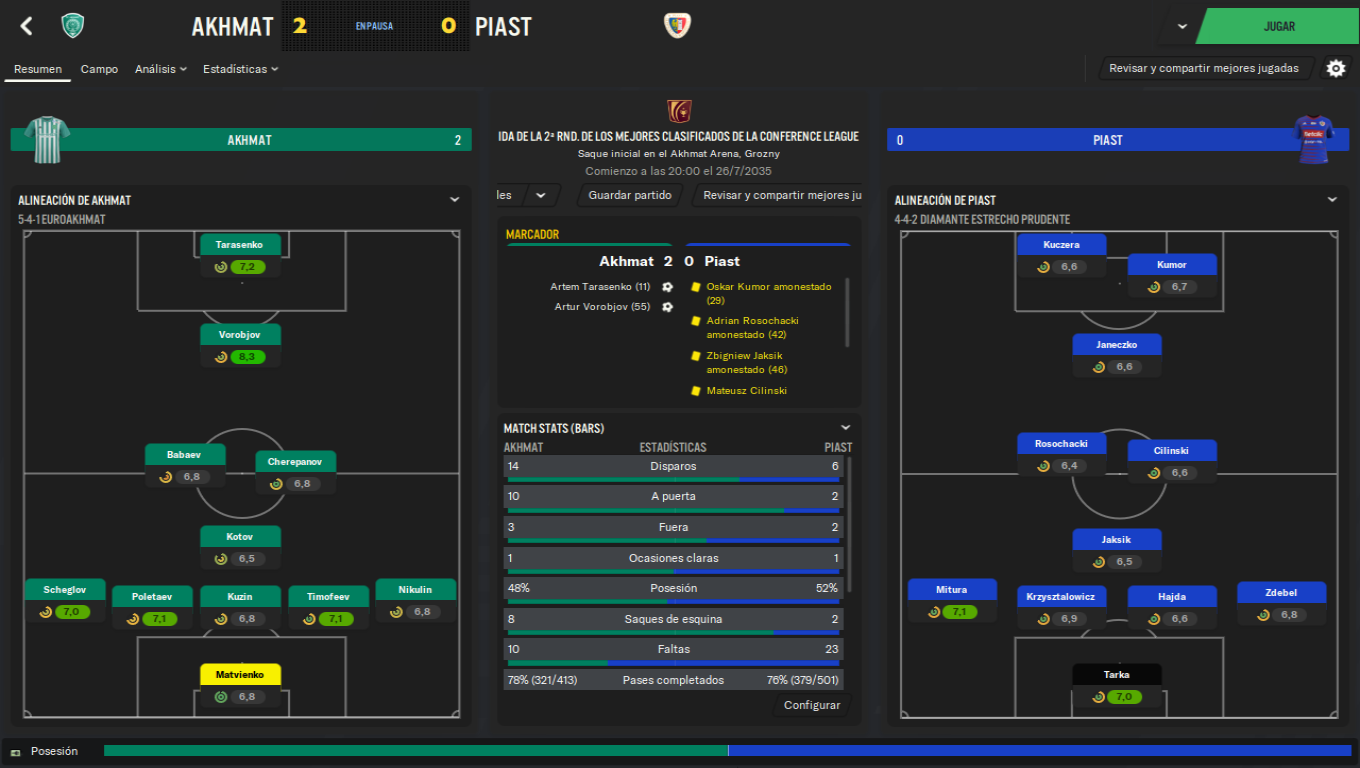 AKHMAT 2 EN PAUSA 0 PIAST
JUGAR
Resumen Campo Análisis Estadísticas
Revisar y compartir mejores jugadas
AKHMAT 2
ALINEACIÓN DE AKHMAT
5-4-1 EUROAKHMAT
Tarasenko
7,2
Vorobjov
8,3
Babaev
6,8
Cherepanov
6,8
Kotov
6,5
Scheglov
7,0
Poletaev
7,1
Kuzin
6,8
Timofeev
7,1
Nikulin
6,8
Matvienko
6,8
IDA DE LA 2ª RND. DE LOS MEJORES CLASIFICADOS DE LA CONFERENCE LEAGUE
Saque inicial en el Akhmat Arena, Grozny
Comienzo a las 20:00 el 26/7/2035
les Guardar partido Revisar y compartir mejores ju
MARCADOR
Akhmat 2 0 Piast
Artem Tarasenko (11)
Artur Vorobjov (55)
Oskar Kumor amonestado
(29)
Adrian Rosochacki
amonestado (42)
Zbigniew Jaksik
amonestado (46)
Mateusz Cilinski
MATCH STATS (BARS)
AKHMAT ESTADÍSTICAS PIAST
14 Disparos 6
10 A puerta 2
3 Fuera 2
1 Ocasiones claras 1
48% Posesión 52%
8 Saques de esquina 2
10 Faltas 23
78% (321/413) Pases completados 76% (379/501)
Configurar
0 PIAST
ALINEACIÓN DE PIAST
4-4-2 DIAMANTE ESTRECHO PRUDENTE
Kuczera
6,6
Kumor
6,7
Janeczko
6,6
Rosochacki
6,4
Cilinski
6,6
Jaksik
6,5
Mitura
7,1
Krzysztalowicz
6,9
Hajda
6,6
Zdebel
6,8
Tarka
7,0
Posesión